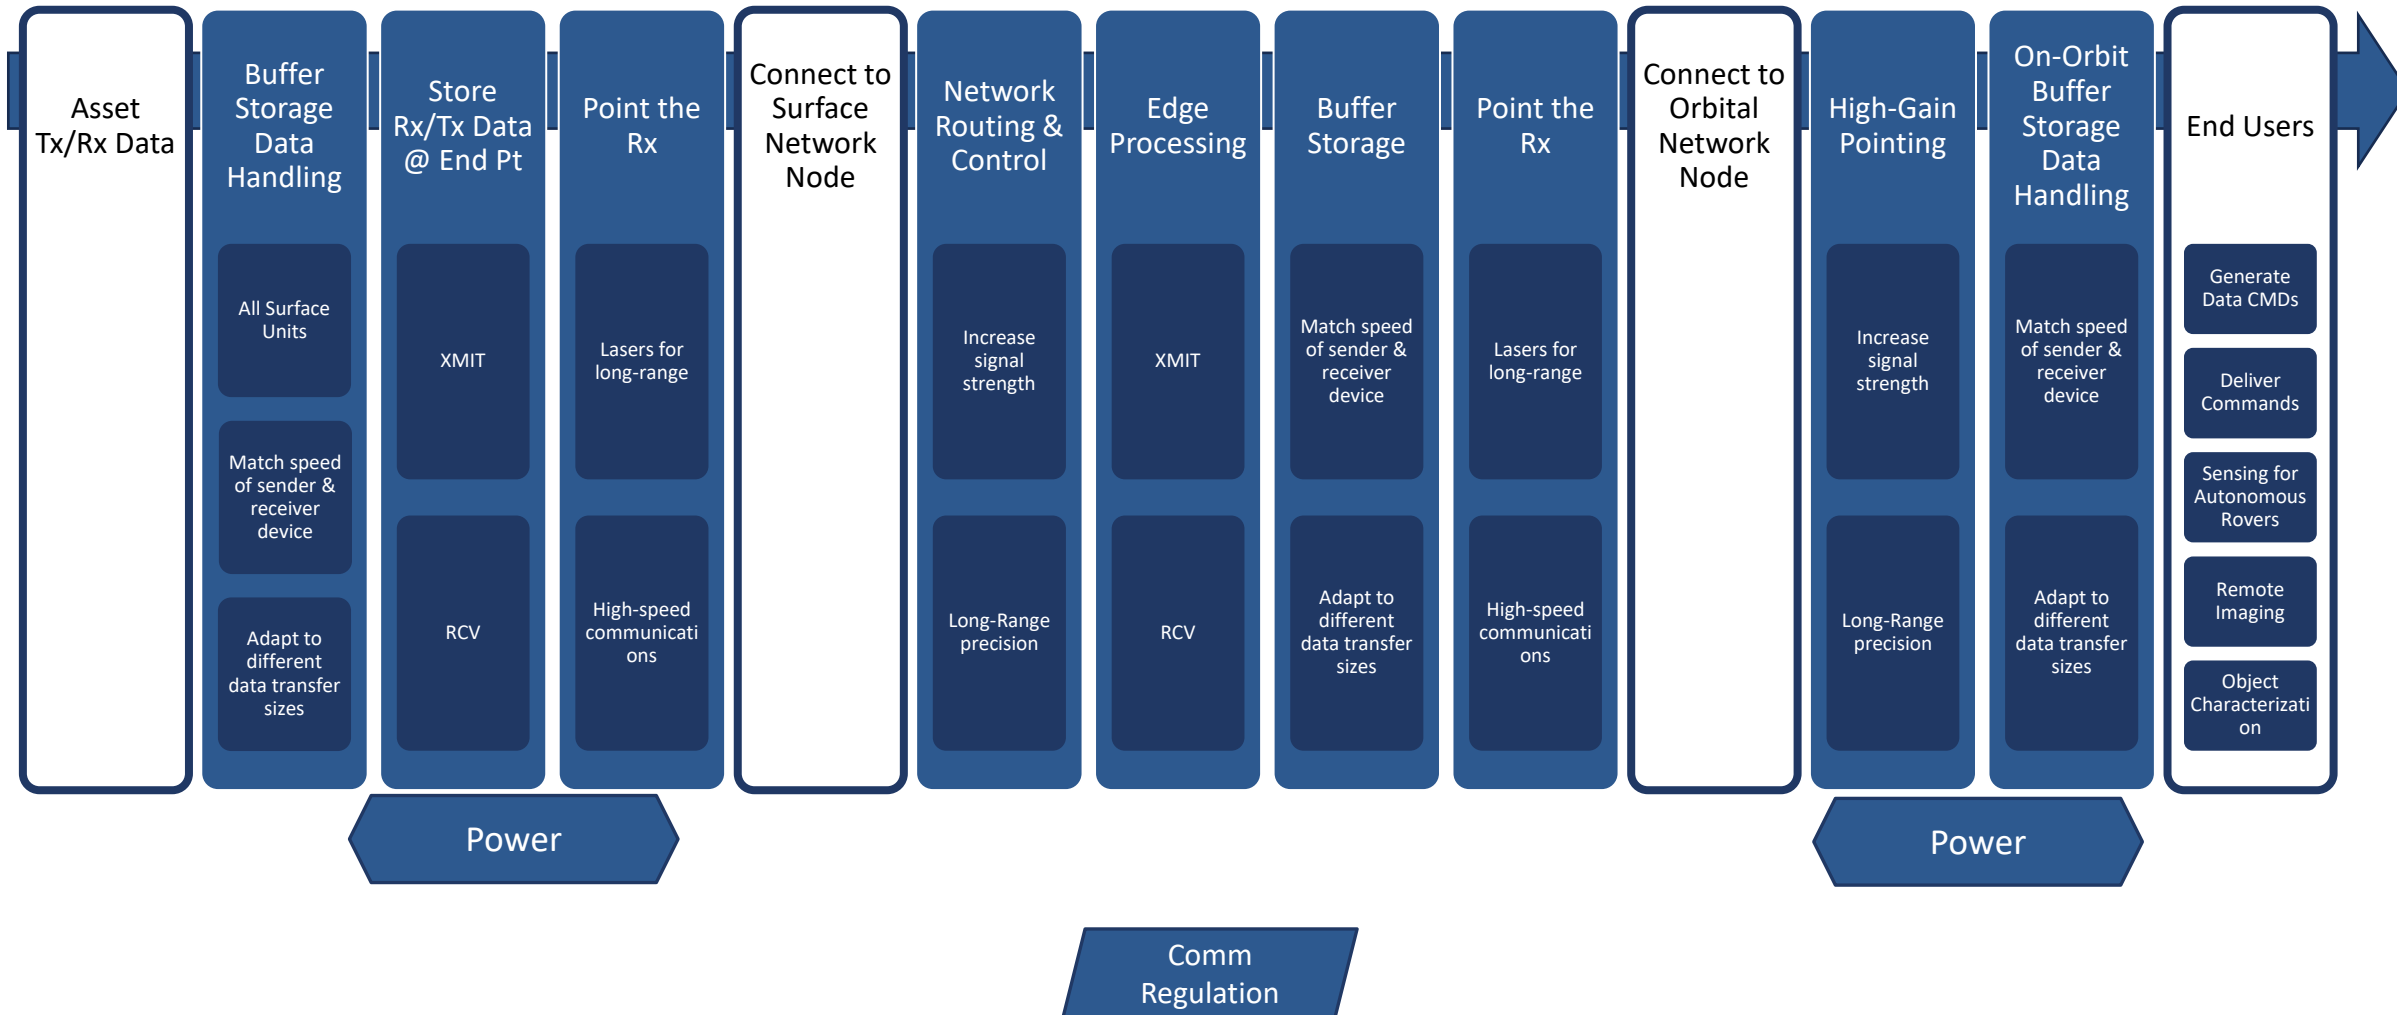 Asset
Tx/Rx Data
Buffer
Storage
Data
Handling
All Surface
Units
Match speed
of sender &
receiver
device
Adapt to
different
data transfer
sizes
Store
Rx/Tx Data
@ End Pt
XMIT
RCV
Point the
Rx
Lasers for
long-range
High-speed
communicati
ons
Connect to
Surface
Network
Node
Network
Routing &
Control
Increase
signal
strength
Long-Range
precision
Edge
Processing
XMIT
RCV
Buffer
Storage
Match speed
of sender &
receiver
device
Adapt to
different
data transfer
sizes
Point the
Rx
Lasers for
long-range
High-speed
communicati
ons
Connect to
Orbital
Network
Node
High-Gain
Pointing
Increase
signal
strength
Long-Range
precision
On-Orbit
Buffer
Storage
Data
Handling
Match speed
of sender &
receiver
device
Adapt to
different
data transfer
sizes
End Users
Generate
Data CMDs
Deliver
Commands
Sensing for
Autonomous
Rovers
Remote
Imaging
Object
Characterizati
on
Power
Power
Comm
Regulation